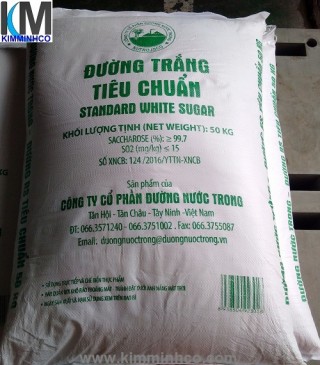 KM
KIMMINHCO
ĐƯỜNG TRẮNG
TIÊU CHUẨN
STANDARD WHITE SUGAR
KHỐI LƯỢNG TỊNH (NET WEIGHT): 50 KG
SACCHAROSE (%): ≥ 99.7
SO2 (mg/kg) ≤ 15
SỐ XNCB: 124/2016/YTTN-XNCB
Sản phẩm của
CÔNG TY CỔ PHẦN ĐƯỜNG NƯỚC TRONG
Tân Hội - Tân Châu - Tây Ninh - Việt Nam
ĐT: 066.3571240 - 066.3751002 - Fax: 066.3755087
Email: duongnuoctrong@duongnuoctrong.vn
www.kimminhco.com